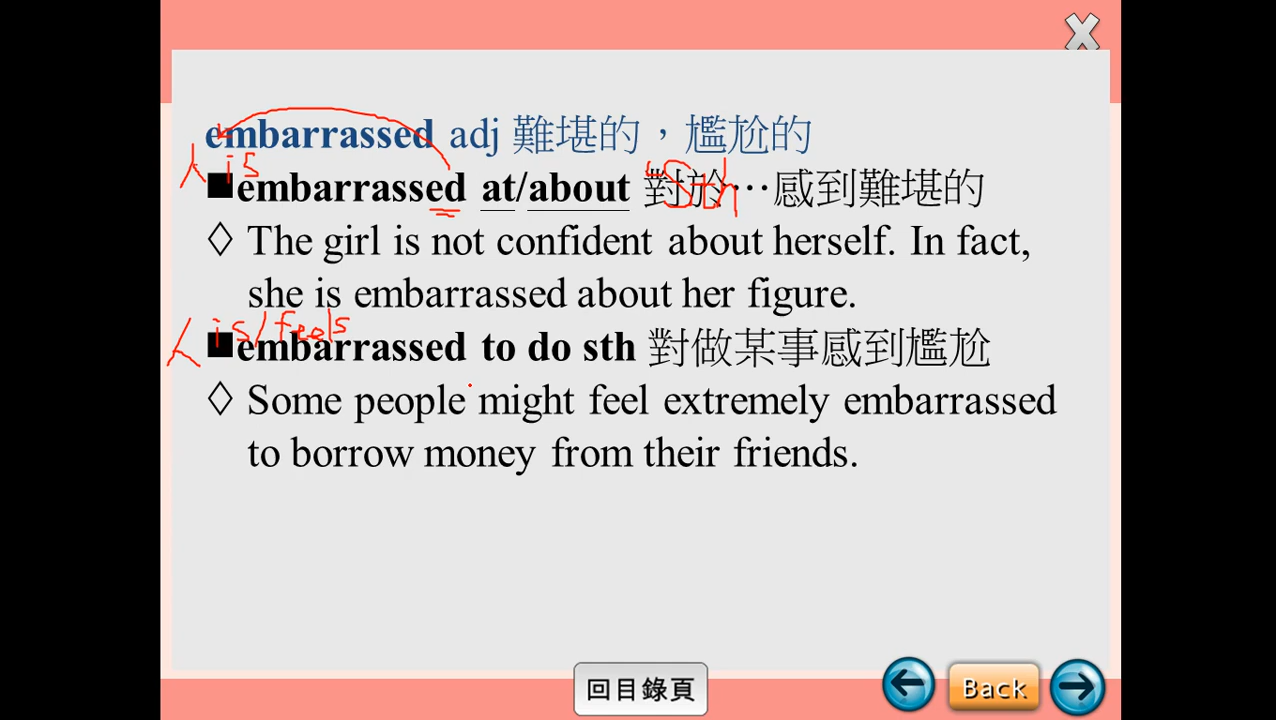 embarrassed adj 難堪的,尷尬的
人 is
■embarrassed at/about 對於…感到難堪的
Sth
◇ The girl is not confident about herself. In fact,
she is embarrassed about her figure.
人 is/feels
■embarrassed to do sth 對做某事感到尷尬
◇ Some people might feel extremely embarrassed
to borrow money from their friends.
回目錄頁
Back